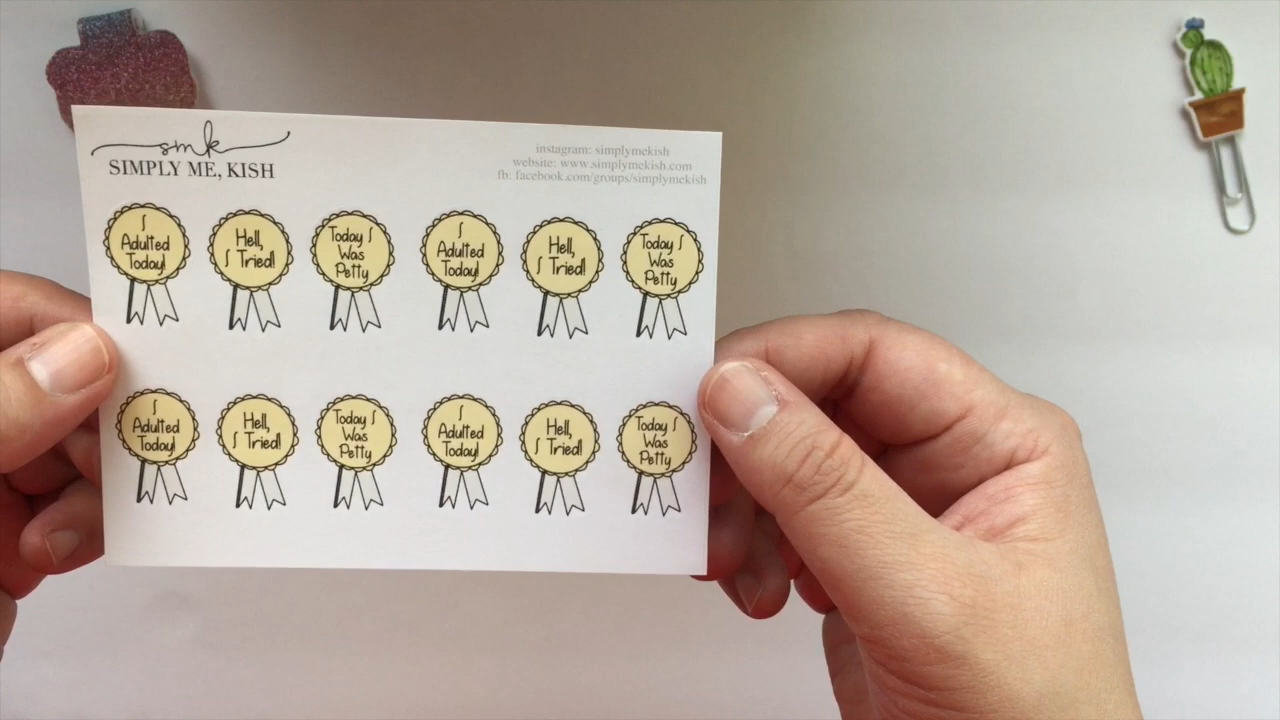 smk
SIMPLY ME, KISH
instagram: simplymekish
website: www.simplymekish.com
fb: facebook.com/groups/simplymekish
I
Adulted
Today!
Hell,
I Tried!
Today I
Was
Petty
I
Adulted
Today!
Hell,
I Tried!
Today I
Was
Petty
I
Adulted
Today!
Hell,
I Tried!
Today I
Was
Petty
I
Adulted
Today!
Hell,
I Tried!
Today I
Was
Petty